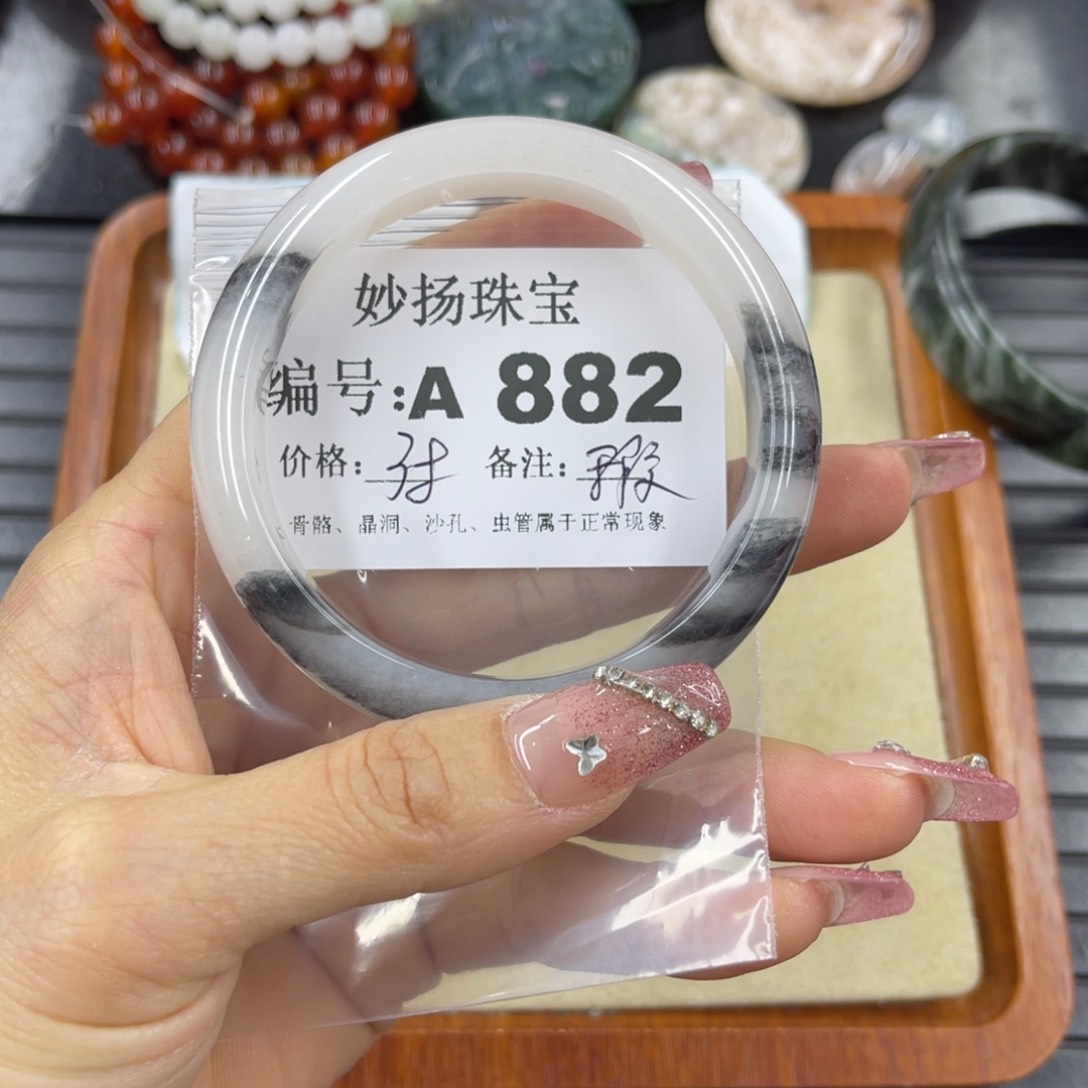 妙扬珠宝
编号:A 882
价格: 备注:
骨骼、晶洞、沙孔、虫管属于正常现象